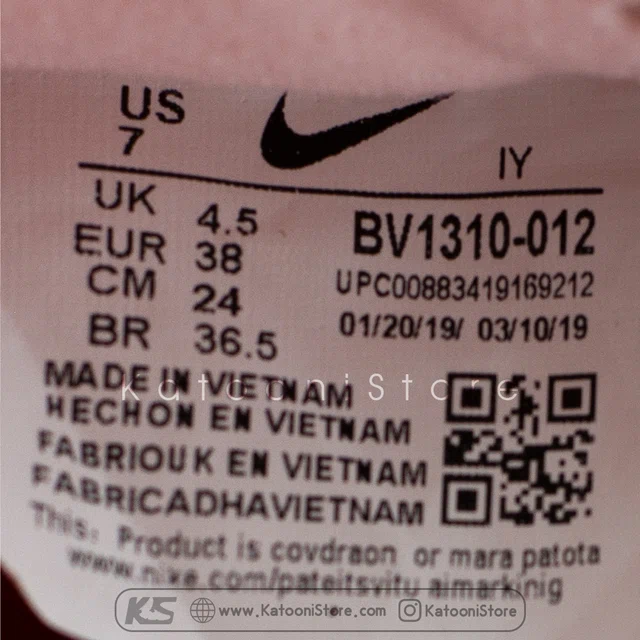 US
7
IY
UK 4.5
EUR 38
CM 24
BR 36.5
BV1310-012
UPC00883419169212
01/20/19/ 03/10/19
MADE IN VIETNAM
HECHON EN VIETNAM
FABRIOUK EN VIETNAM
FABRICADHAVIETNAM
KatooniStore
This: Product is covdraon or mara patota
www.nike.com/pateitsvitu aimarkinig
KS www.KatooniStore.com KatooniStore